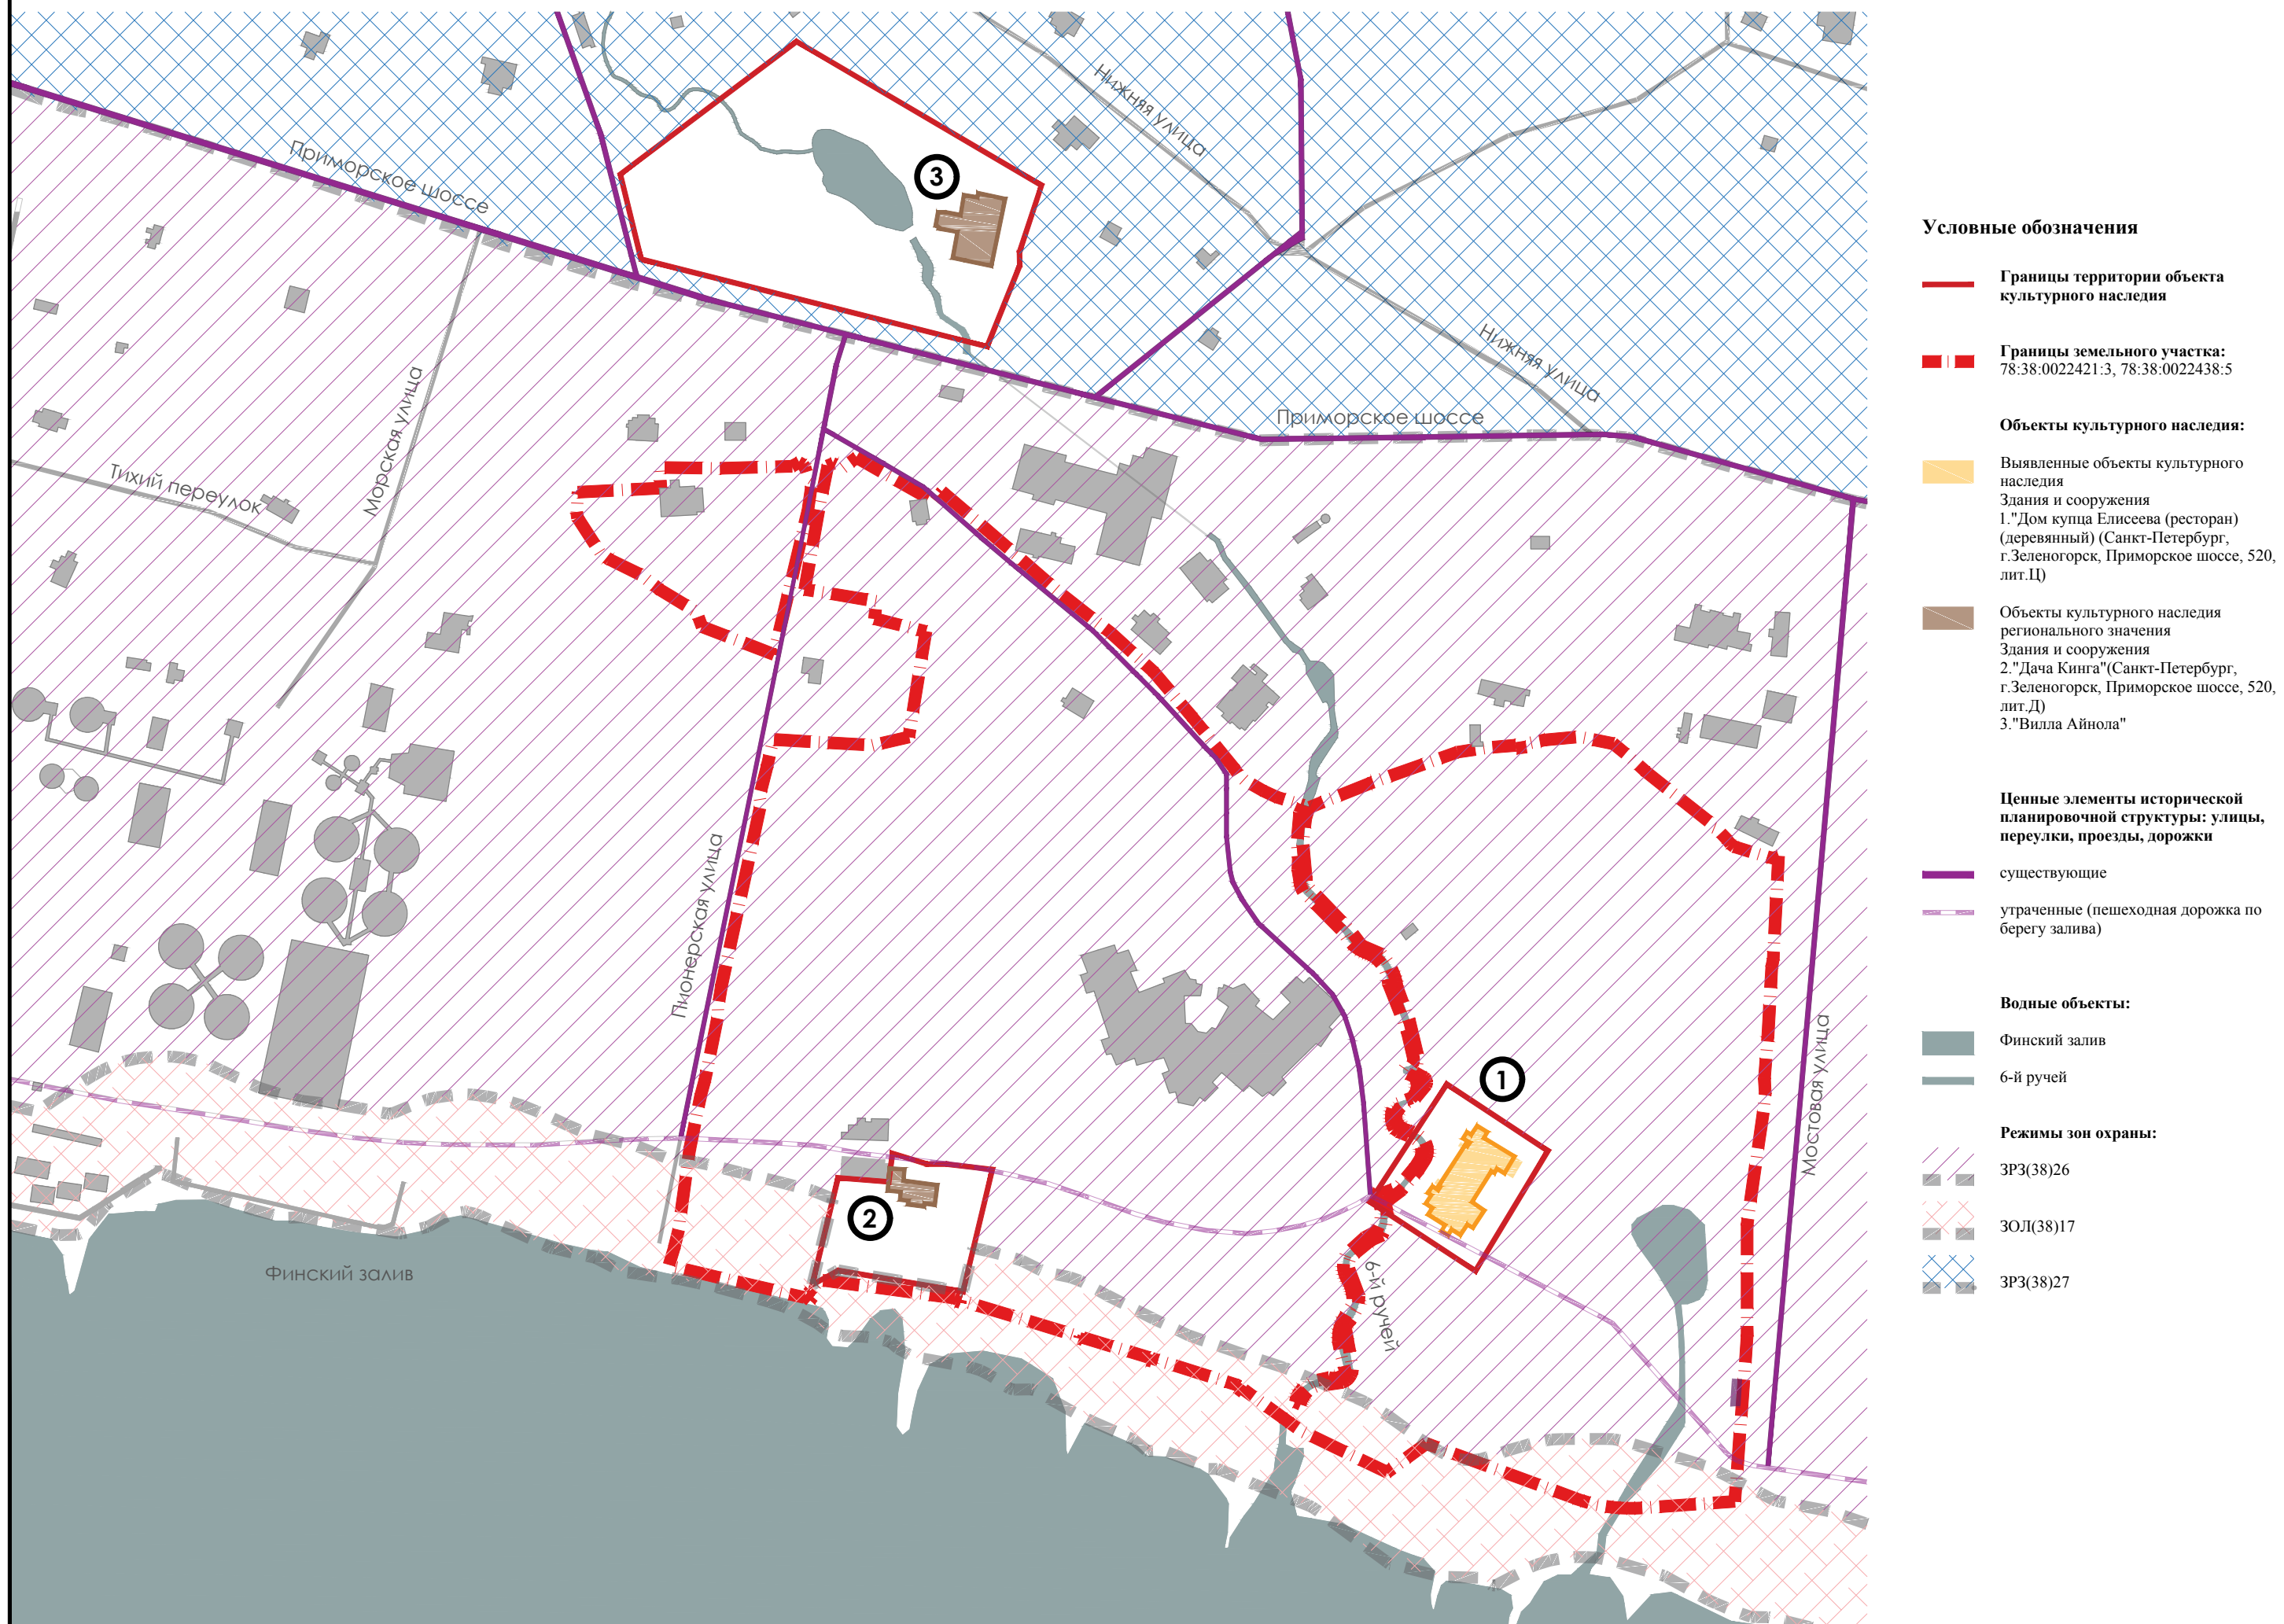 Нижняя улица
Приморское шоссе
3
Нижняя улица
Приморское шоссе
Морская улица
Тихий переулок
Пионерская улица
Мостовая улица
1
2
6-й ручей
Финский залив
Условные обозначения
Границы территории объекта
культурного наследия
Границы земельного участка:
78:38:0022421:3, 78:38:0022438:5
Объекты культурного наследия:
Выявленные объекты культурного
наследия
Здания и сооружения
1."Дом купца Елисеева (ресторан)
(деревянный) (Санкт-Петербург,
г.Зеленогорск, Приморское шоссе, 520,
лит.Ц)
Объекты культурного наследия
регионального значения
Здания и сооружения
2."Дача Кинга"(Санкт-Петербург,
г.Зеленогорск, Приморское шоссе, 520,
лит.Д)
3."Вилла Айнола"
Ценные элементы исторической
планировочной структуры: улицы,
переулки, проезды, дорожки
существующие
утраченные (пешеходная дорожка по
берегу залива)
Водные объекты:
Финский залив
6-й ручей
Режимы зон охраны:
ЗРЗ(38)26
ЗОЛ(38)17
ЗРЗ(38)27